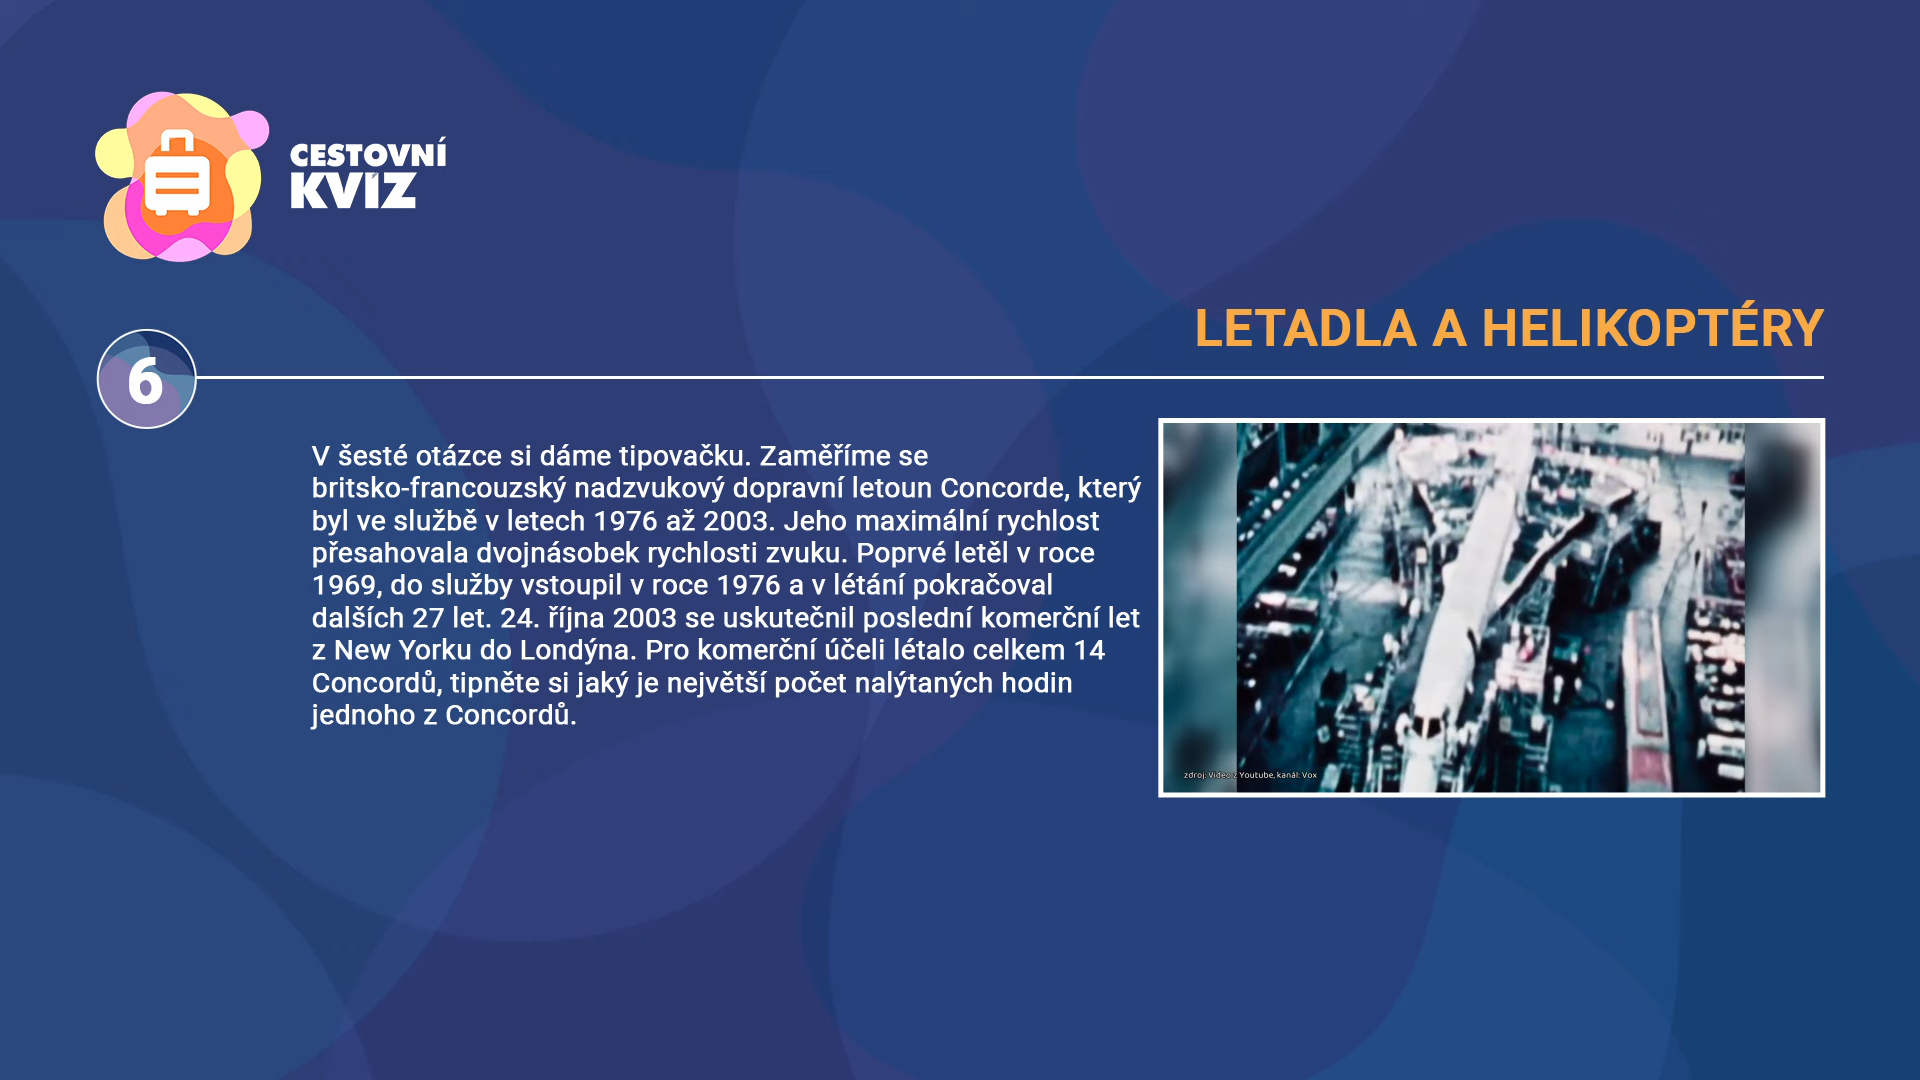 CESTOVNÍ
KVÍZ
LETADLA A HELIKOPTÉRY
6
V šesté otázce si dáme tipovačku. Zaměříme se
britsko-francouzský nadzvukový dopravní letoun Concorde, který
byl ve službě v letech 1976 až 2003. Jeho maximální rychlost
přesahovala dvojnásobek rychlosti zvuku. Poprvé letěl v roce
1969, do služby vstoupil v roce 1976 a v létání pokračoval
dalších 27 let. 24. října 2003 se uskutečnil poslední komerční let
z New Yorku do Londýna. Pro komerční účeli létalo celkem 14
Concordů, tipněte si jaký je největší počet nalýtaných hodin
jednoho z Concordů.
zdroj: Video z Youtube, kanál: Vox